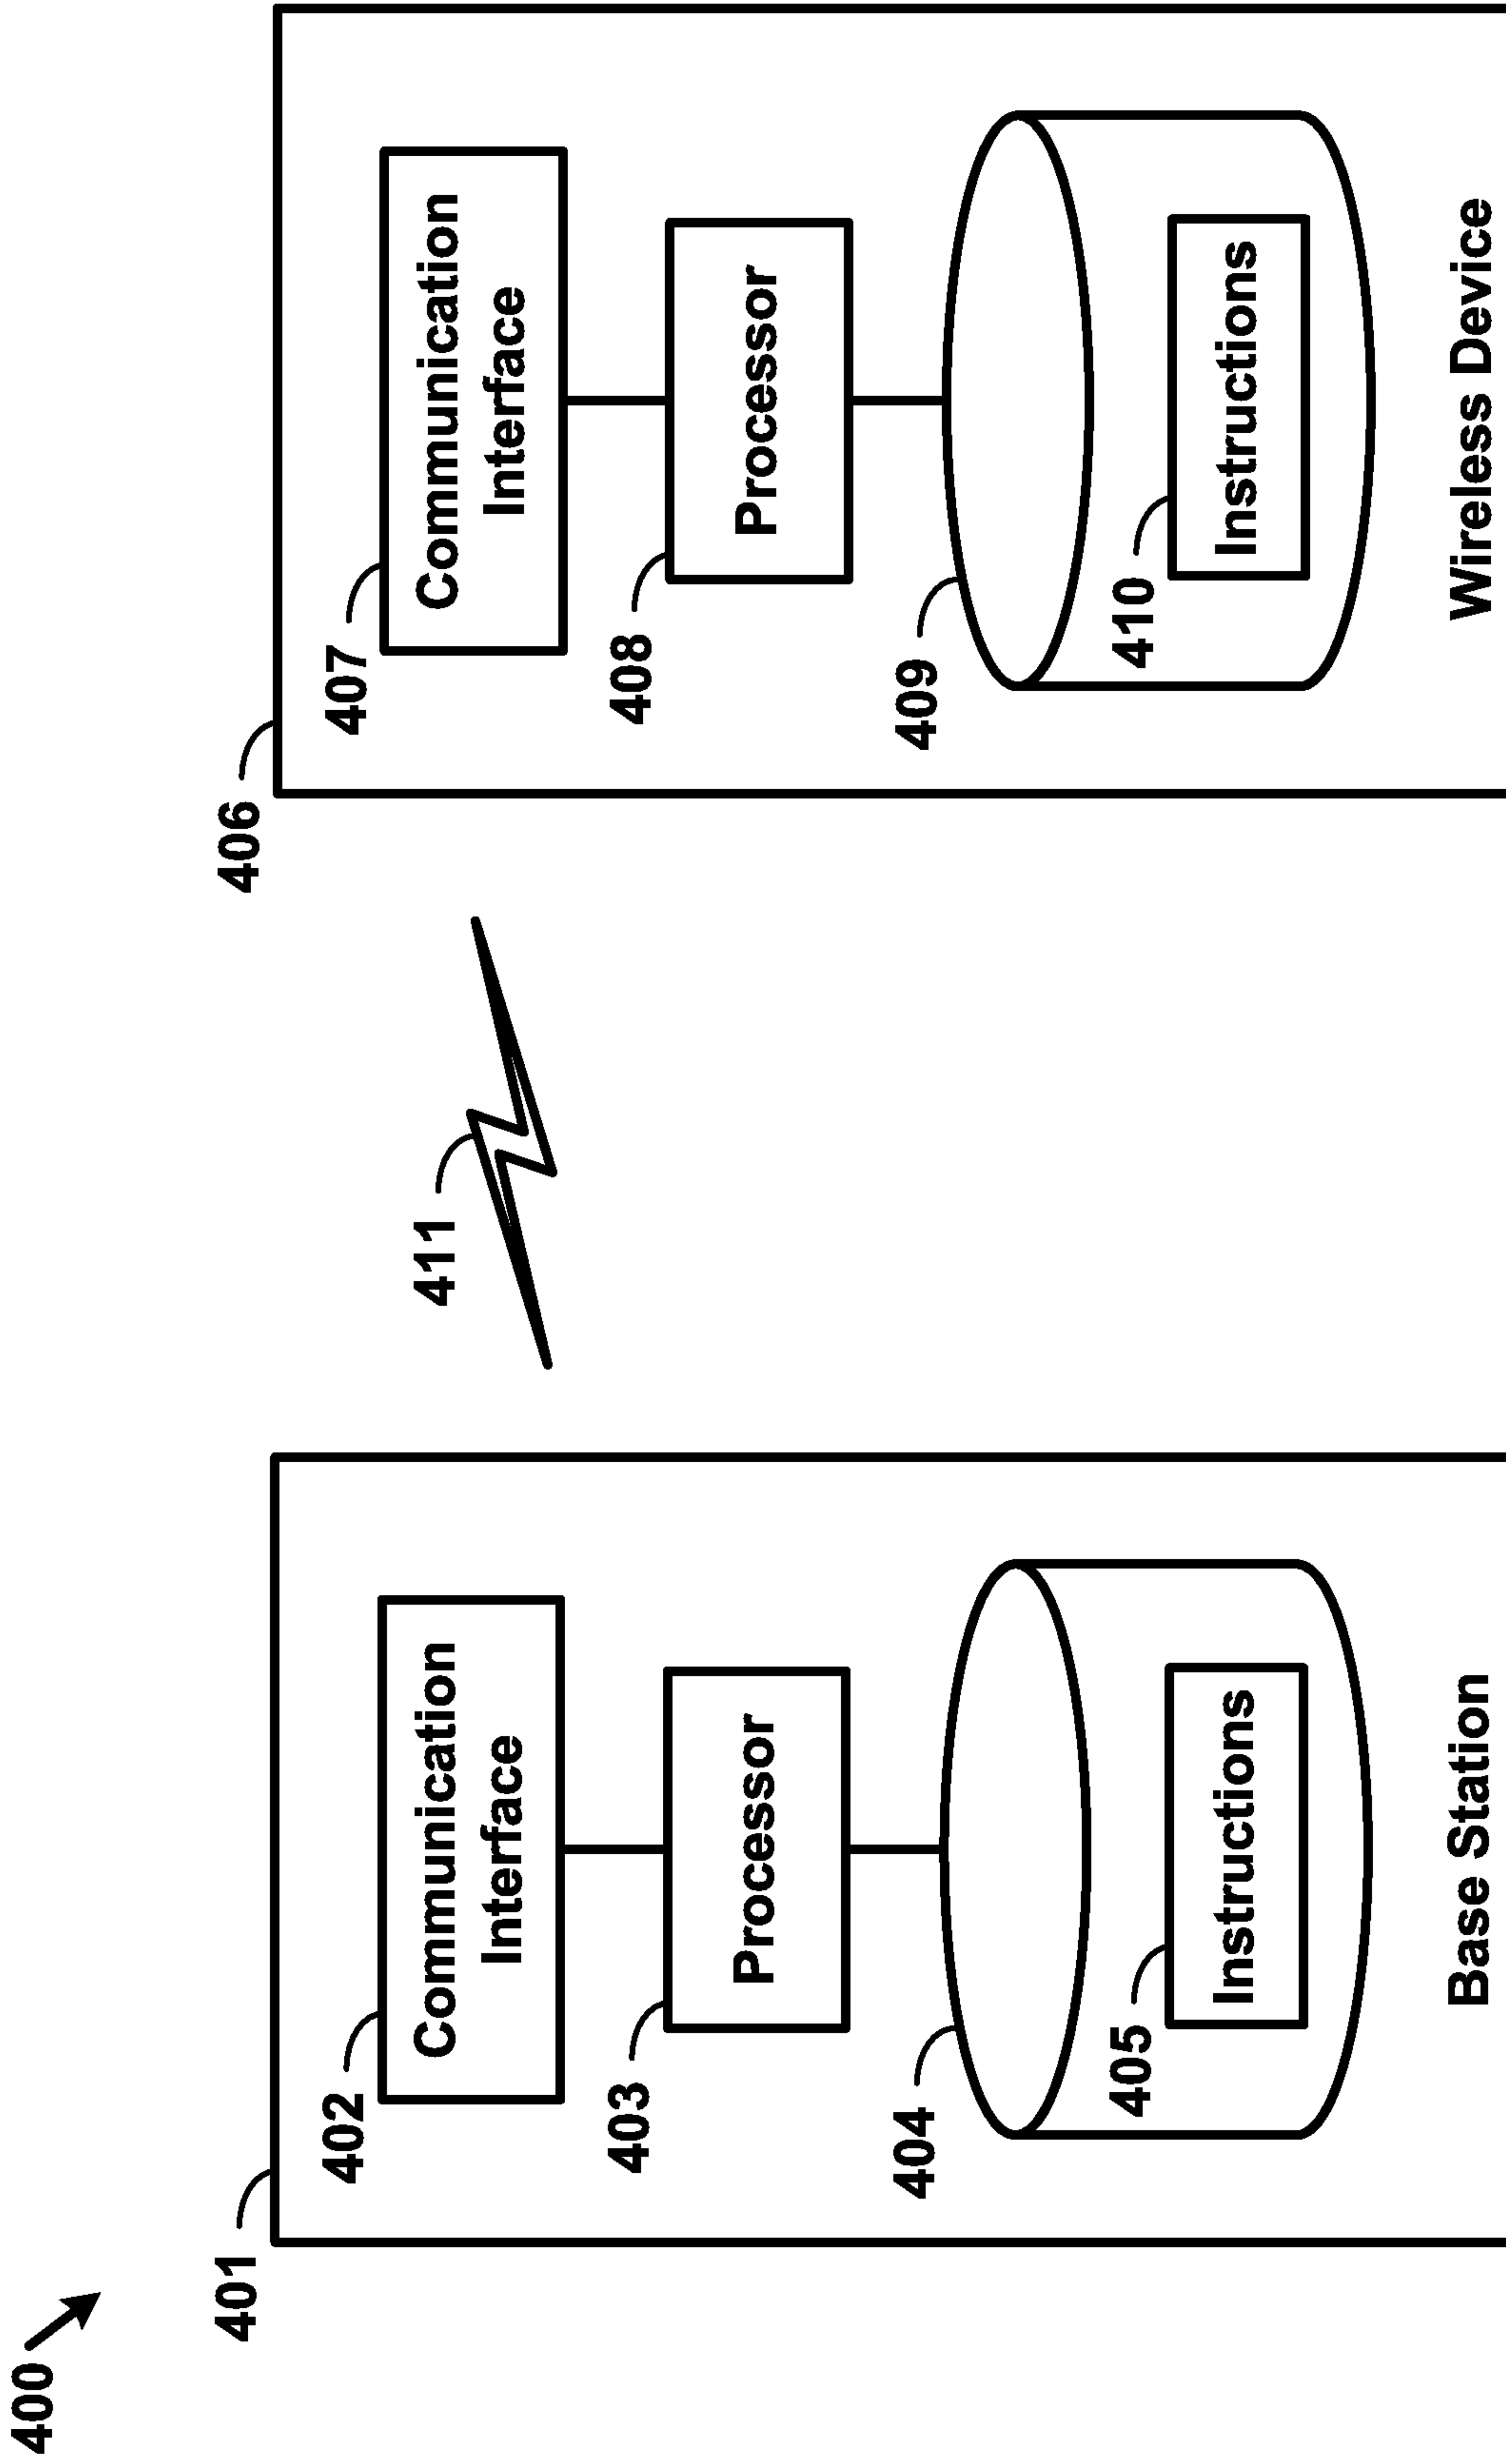 400
401
402
Communication
Interface
403
Processor
404
405
Instructions
Base Station
411
406
407
Communication
Interface
408
Processor
409
410
Instructions
Wireless Device